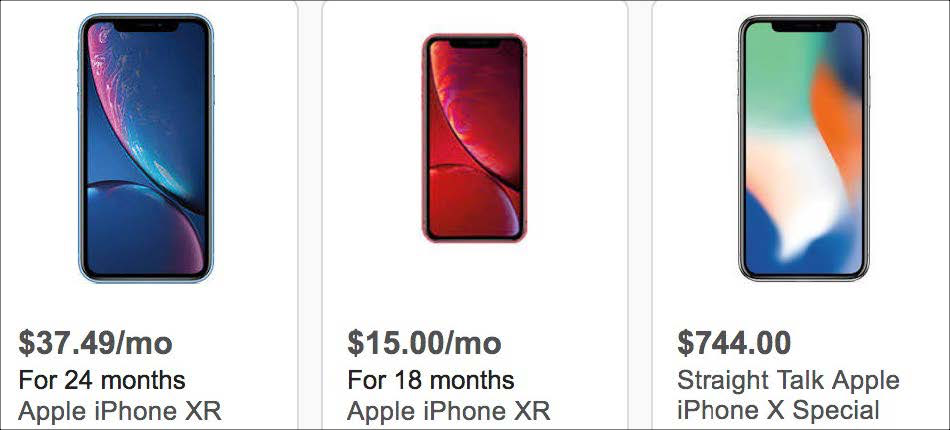 $37.49/mo
For 24 months
Apple iPhone XR
$15.00/mo
For 18 months
Apple iPhone XR
$744.00
Straight Talk Apple
iPhone X Special